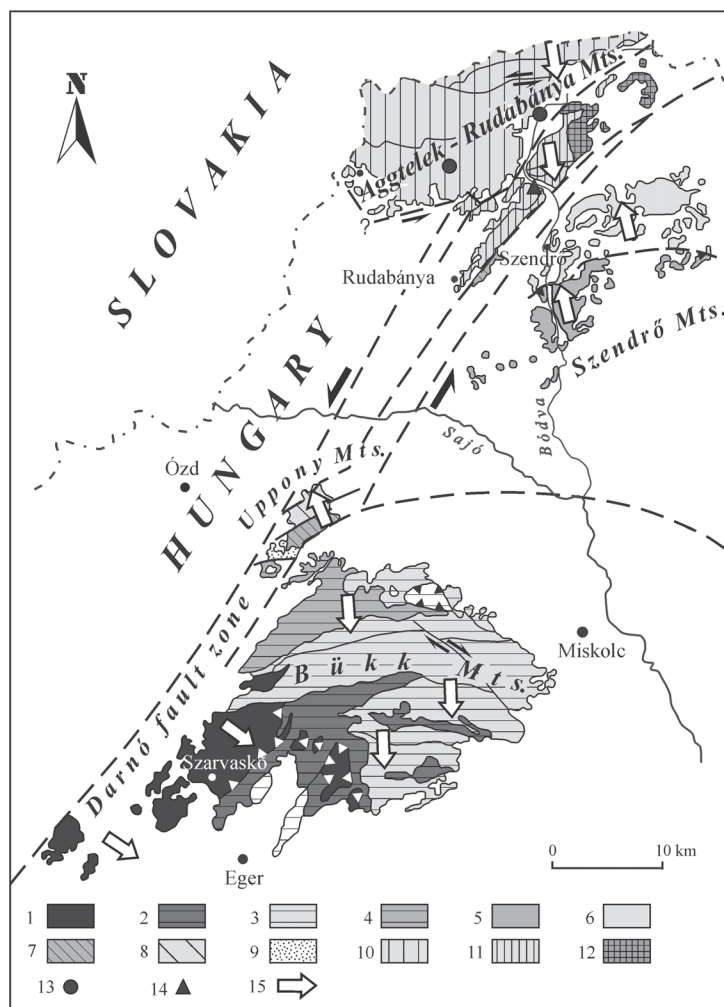 N
SLOVAKIA
HUNGARY
Aggtelek - Rudabánya Mts.
?
Szendrő
Rudabánya
Szendrő Mts.
Bódva
Sajó
Ózd
Uppony Mts.
Miskolc
Bükk Mts.
Darnó fault zone
Szarvaskő
Eger
0 10 km
1 2 3 4 5 6
7 8 9 10 11 12
13 14 15